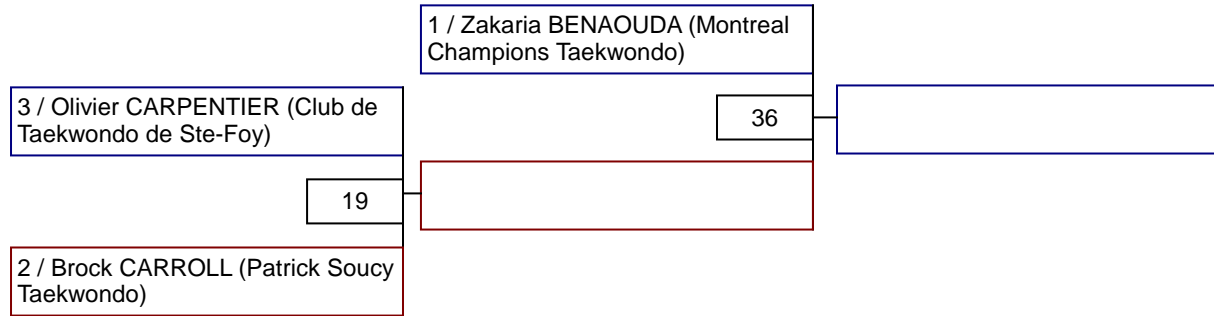 1 / Zakaria BENAOUDA (Montreal
Champions Taekwondo)
3 / Olivier CARPENTIER (Club de
Taekwondo de Ste-Foy)
36
19
2 / Brock CARROLL (Patrick Soucy
Taekwondo)